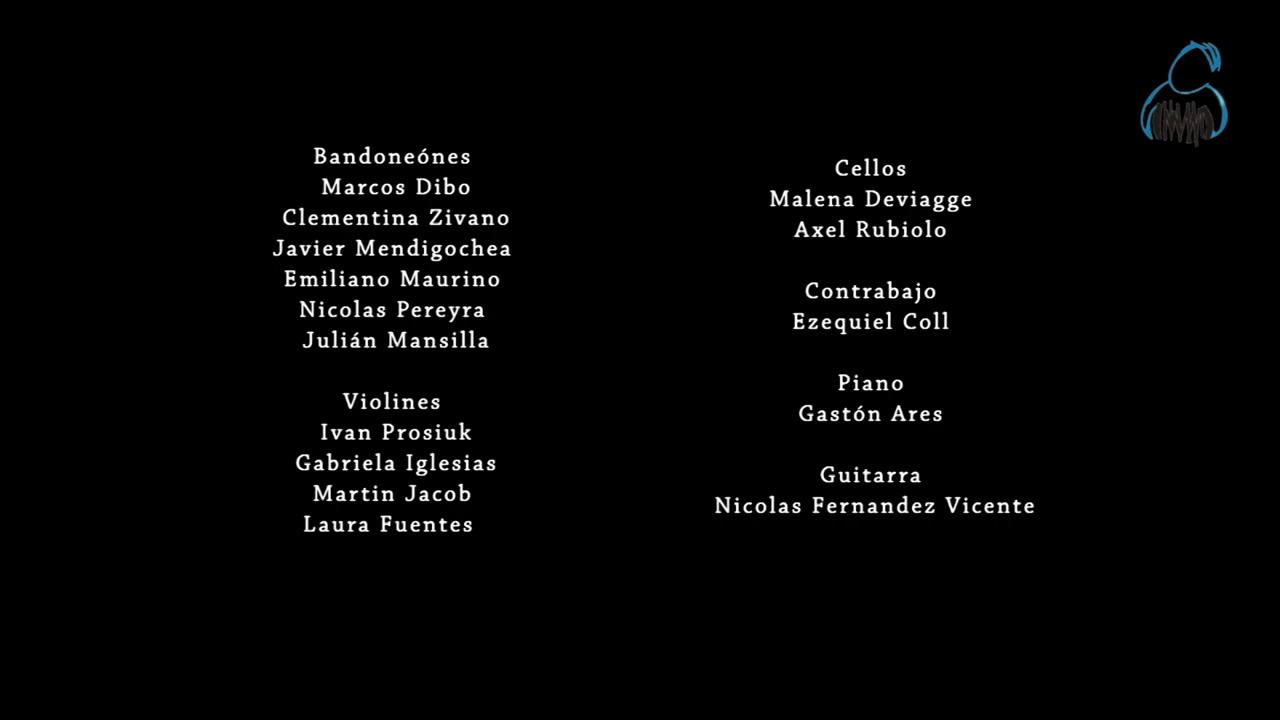 Bandoneónes
Marcos Dibo
Clementina Zivano
Javier Mendigochea
Emiliano Maurino
Nicolas Pereyra
Julián Mansilla
Violines
Ivan Prosiuk
Gabriela Iglesias
Martin Jacob
Laura Fuentes
Cellos
Malena Deviagge
Axel Rubiolo
Contrabajo
Ezequiel Coll
Piano
Gastón Ares
Guitarra
Nicolas Fernandez Vicente